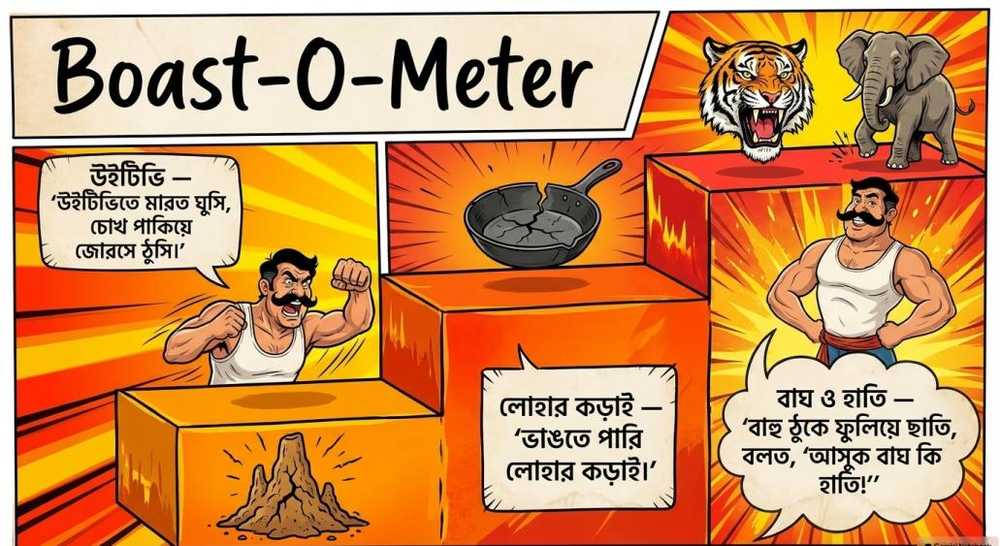 Boast-O-Meter
উইটিভি —
‘উইটিভিতে মারত ঘুসি,
চোখ পাকিয়ে
জোরসে ঠুসি।’
লোহার কড়াই —
‘ভাঙতে পারি
লোহার কড়াই।’
বাঘ ও হাতি —
‘বাহু ঠুকে ফুলিয়ে ছাতি,
বলত, ‘আসুক বাঘ কি
হাতি!’’